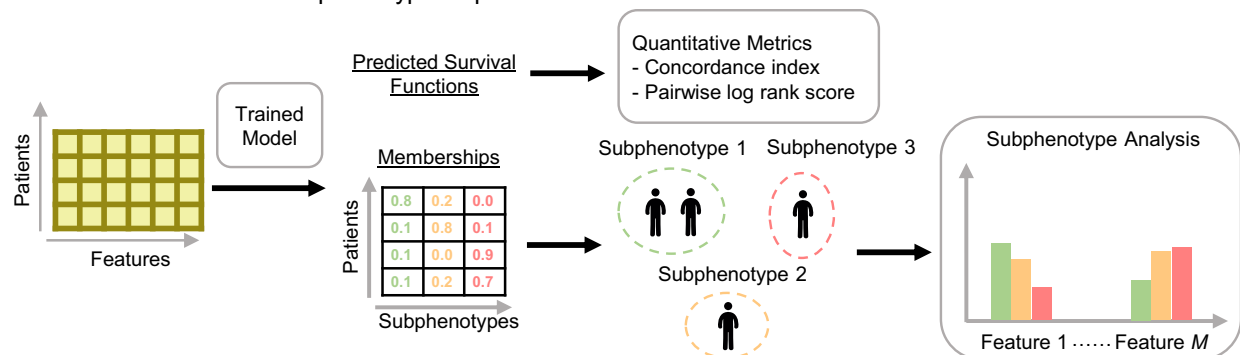 Predicted Survival
Functions
Quantitative Metrics
- Concordance index
- Pairwise log rank score
Trained
Model
Patients
Features
Memberships
Patients
0.8 0.2 0.0
0.1 0.8 0.1
0.1 0.0 0.9
0.1 0.2 0.7
Subphenotypes
Subphenotype 1
Subphenotype 3
Subphenotype 2
Subphenotype Analysis
Feature 1 ...... Feature M